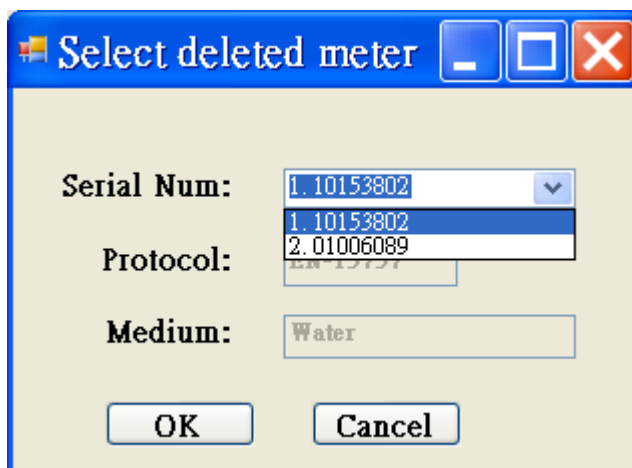 Select deleted meter
Serial Num:
1. 10153802
1. 10153802
2. 01006089
Protocol:
Medium:
Water
OK
Cancel